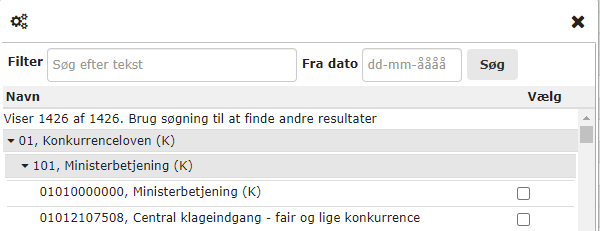 Filter Søg efter tekst Fra dato dd-mm-åååå Søg
Navn Vælg
Viser 1426 af 1426. Brug søgning til at finde andre resultater
01, Konkurrenceloven (K)
101, Ministerbetjening (K)
01010000000, Ministerbetjening (K)
01012107508, Central klageindgang - fair og lige konkurrence